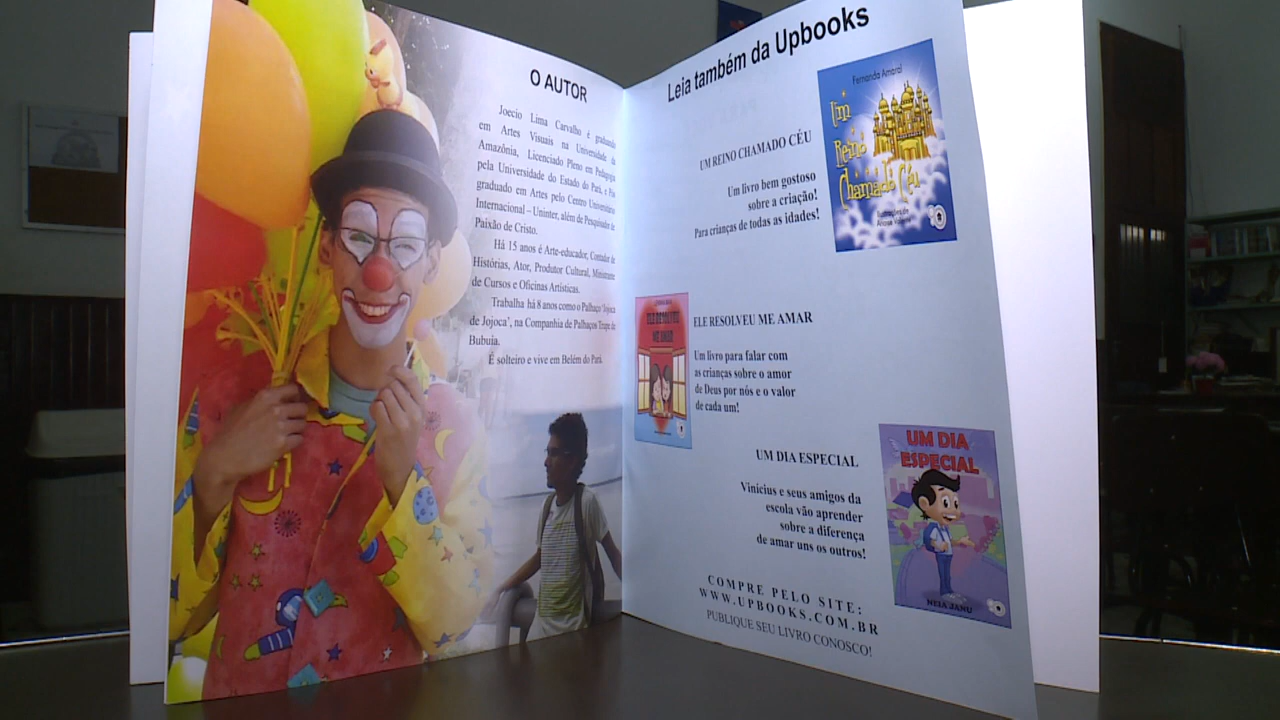 O AUTOR
Joecio Lima Carvalho é graduando
em Artes Visuais na Universidade da
Amazônia, Licenciado Pleno em Pedagogia
pela Universidade do Estado do Pará, e Pós
graduado em Artes pelo Centro Universitário
Internacional – Uninter, além de Pesquisador da
Paixão de Cristo.
Há 15 anos é Arte-educador, Contador de
Histórias, Ator, Produtor Cultural, Ministrante
de Cursos e Oficinas Artísticas.
Trabalha há 8 anos como o Palhaço 'Jojoca
de Jojoca', na Companhia de Palhaços Trupe da
Bubuia.
É solteiro e vive em Belém do Pará.
Leia também da Upbooks
Fernanda Amaral
Um
Reino
Chamado Céu
Ilustrações de
UM REINO CHAMADO CÉU
Um livro bem gostoso
sobre a criação!
Para crianças de todas as idades!
ELE RESOLVEU
ME AMAR
ELE RESOLVEU ME AMAR
Um livro para falar com
as crianças sobre o amor
de Deus por nós e o valor
de cada um!
UM DIA ESPECIAL
Vinícius e seus amigos da
escola vão aprender
sobre a diferença
de amar uns os outros!
UM DIA
ESPECIAL
NEIA JANU
COMPRE PELO SITE:
WWW.UPBOOKS.COM.BR
PUBLIQUE SEU LIVRO CONOSCO!